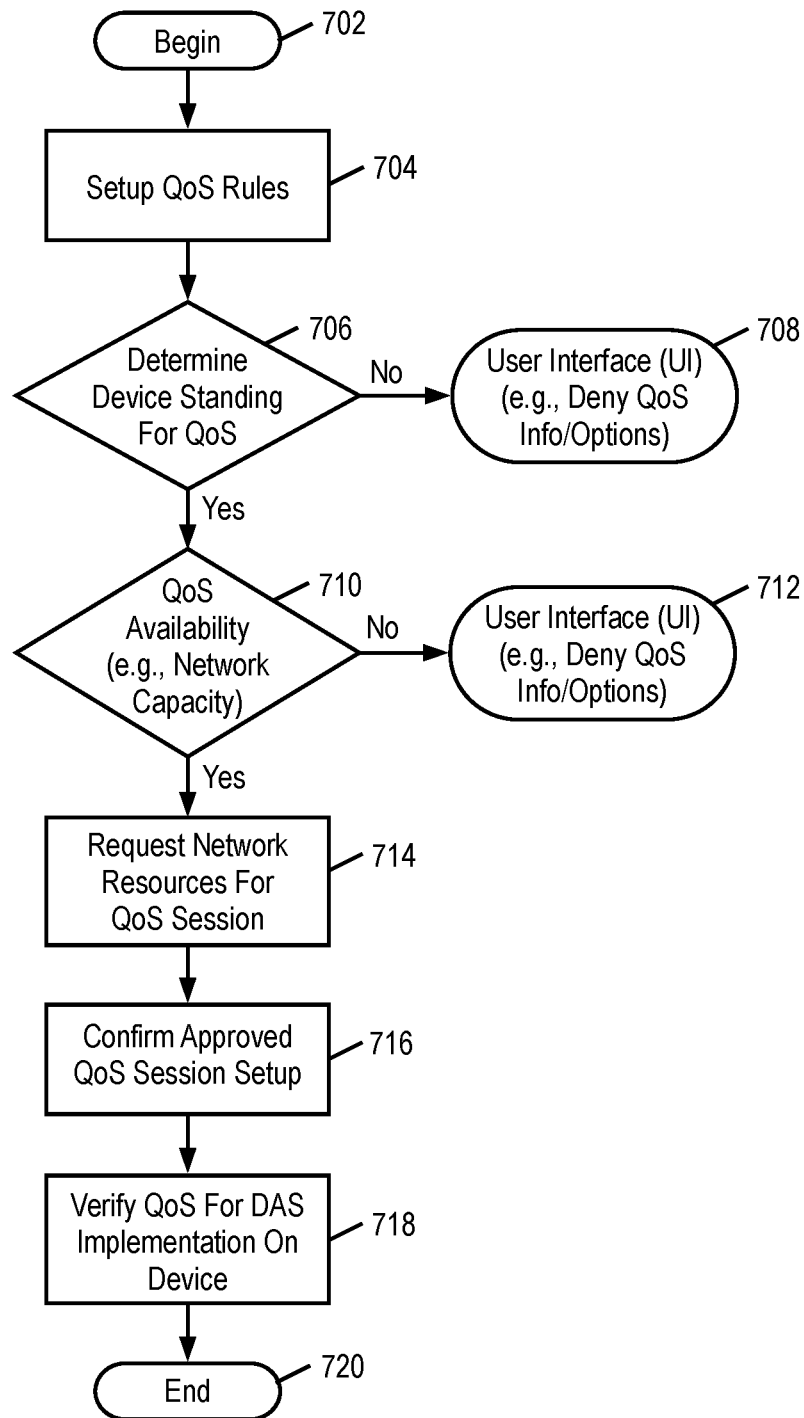 Begin
702
Setup QoS Rules
704
Determine
Device Standing
For QoS
706
No
User Interface (UI)
(e.g., Deny QoS
Info/Options)
708
Yes
QoS
Availability
(e.g., Network
Capacity)
710
No
User Interface (UI)
(e.g., Deny QoS
Info/Options)
712
Yes
Request Network
Resources For
QoS Session
714
Confirm Approved
QoS Session Setup
716
Verify QoS For DAS
Implementation On
Device
718
End
720